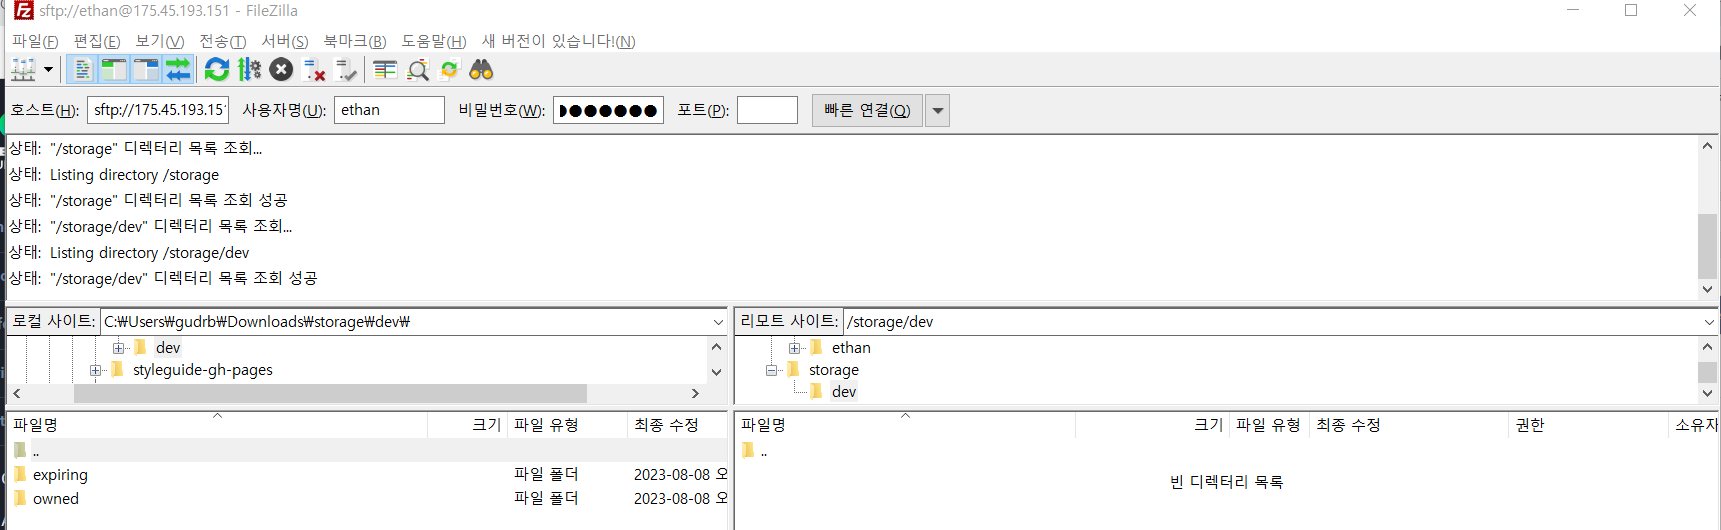 sftp://ethan@175.45.193.151 - FileZilla
파일(F) 편집(E) 보기(V) 전송(T) 서버(S) 북마크(B) 도움말(H) 새 버전이 있습니다!(N)
호스트(H): sftp://175.45.193.15 사용자명(U): ethan 비밀번호(W): ●●●●●●● 포트(P): 빠른 연결(Q)
상태: "/storage" 디렉터리 목록 조회...
상태: Listing directory /storage
상태: "/storage" 디렉터리 목록 조회 성공
상태: "/storage/dev" 디렉터리 목록 조회...
상태: Listing directory /storage/dev
상태: "/storage/dev" 디렉터리 목록 조회 성공
로컬 사이트: C:₩Users₩gudrb₩Downloads₩storage₩dev₩
dev
styleguide-gh-pages
파일명 크기 파일 유형 최종 수정
..
expiring 파일 폴더 2023-08-08 오
owned 파일 폴더 2023-08-08 오
리모트 사이트: /storage/dev
ethan
storage
dev
파일명 크기 파일 유형 최종 수정 권한 소유자
..
빈 디렉터리 목록